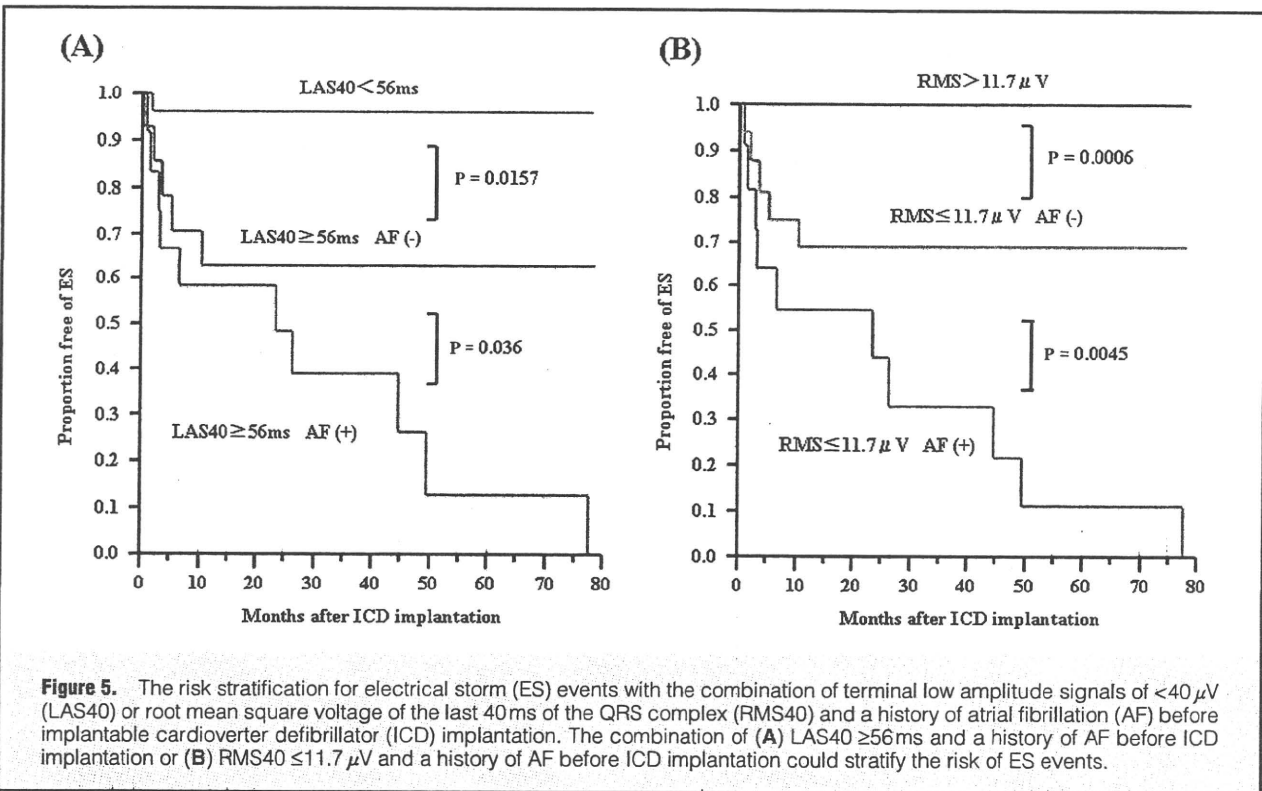 (A)
LAS40<56ms
1.0
0.9
0.8
0.7
0.6
0.5
0.4
0.3
0.2
0.1
0.0
Proportion free of ES
P = 0.0157
LAS40≧56ms AF (-)
P = 0.036
LAS40≧56ms AF (+)
0 10 20 30 40 50 60 70 80
Months after ICD implantation
(B)
RMS>11.7μV
1.0
0.9
0.8
0.7
0.6
0.5
0.4
0.3
0.2
0.1
0.0
Proportion free of ES
P = 0.0006
RMS≦11.7μV AF (-)
P = 0.0045
RMS≦11.7μV AF (+)
0 10 20 30 40 50 60 70 80
Months after ICD implantation
Figure 5. The risk stratification for electrical storm (ES) events with the combination of terminal low amplitude signals of <40μV
(LAS40) or root mean square voltage of the last 40ms of the QRS complex (RMS40) and a history of atrial fibrillation (AF) before
implantable cardioverter defibrillator (ICD) implantation. The combination of (A) LAS40 ≥56ms and a history of AF before ICD
implantation or (B) RMS40 ≤11.7μV and a history of AF before ICD implantation could stratify the risk of ES events.